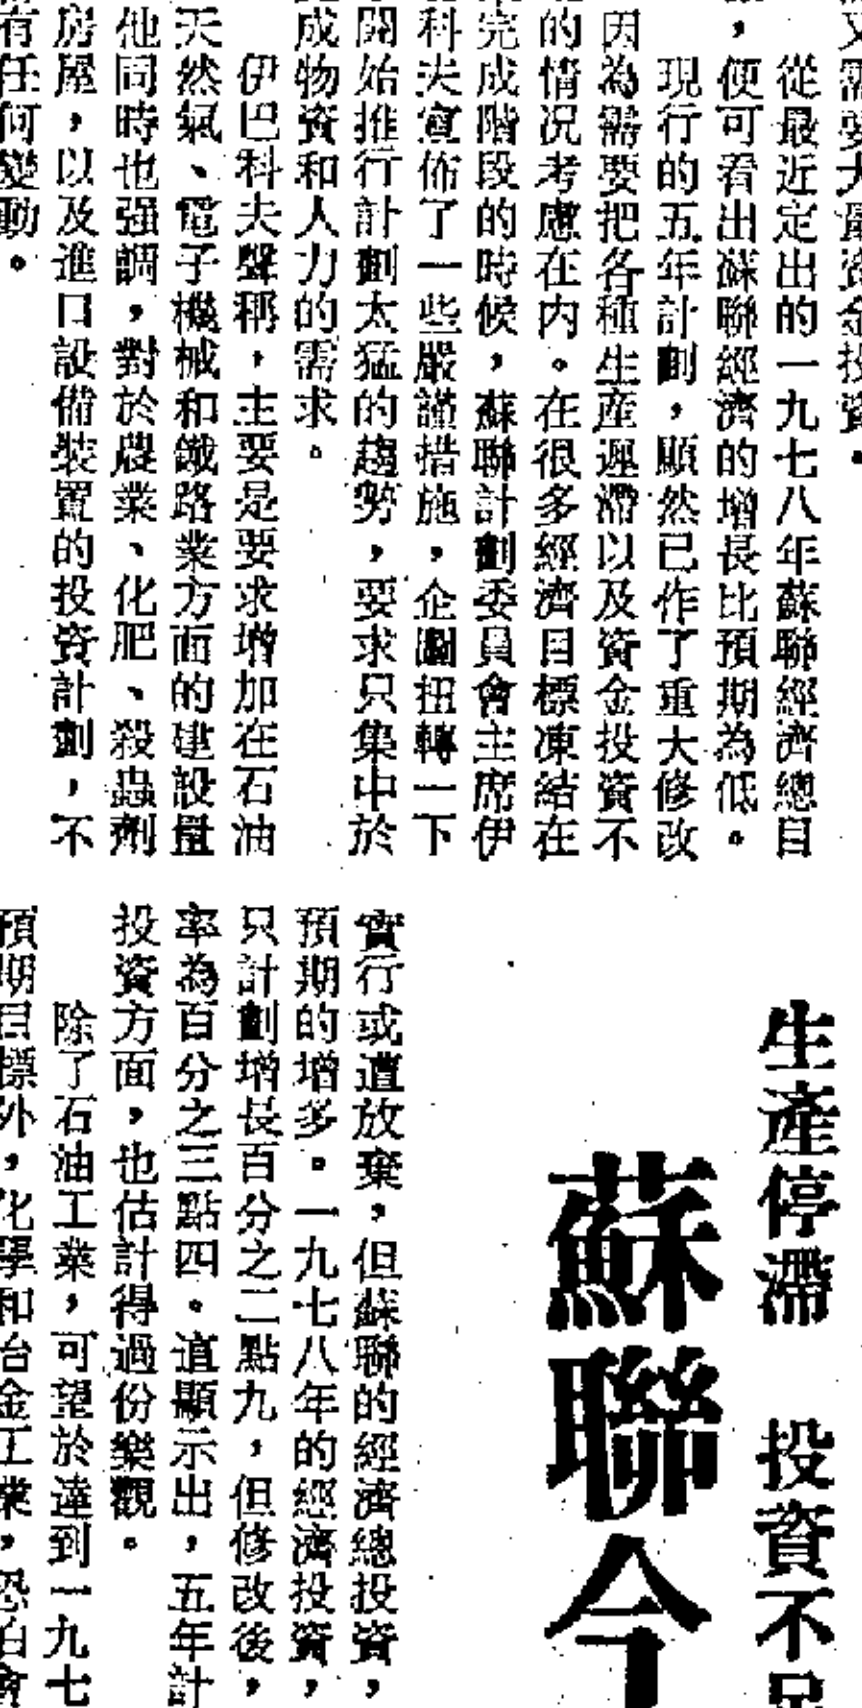 又需要大量資金投資。
從最近定出的一九七八年蘇聯經濟總目
，便可看出蘇聯經濟的增長比預期為低。
現行的五年計劃，顯然已作了重大修改
因為需要把各種生產遲滯以及資金投資不
的情況考慮在内。在很多經濟目標凍結在
完成階段的時候，蘇聯計劃委員會主席伊
科夫宣佈了一些嚴謹措施，企圖扭轉一下
開始推行計劃太猛的趨勢，要求只集中於
成物資和人力的需求。
伊巴科夫聲稱，主要是要求增加在石油
天然氣、電子機械和鐵路業方面的建設量
他同時也强調，對於農業、化肥、殺蟲劑
房屋，以及進口設備裝置的投資計劃，不
有任何變動。
生產停滯　投資不足
蘇聯今
實行或遭放棄，但蘇聯的經濟總投資，
預期的增多。一九七八年的經濟投資，
只計劃增長百分之二點九，但修改後，
率為百分之三點四。這顯示出，五年計
投資方面，也估計得過份樂觀。
除了石油工業，可望於達到一九七
預期目標外，化學和冶金工業，恐怕會